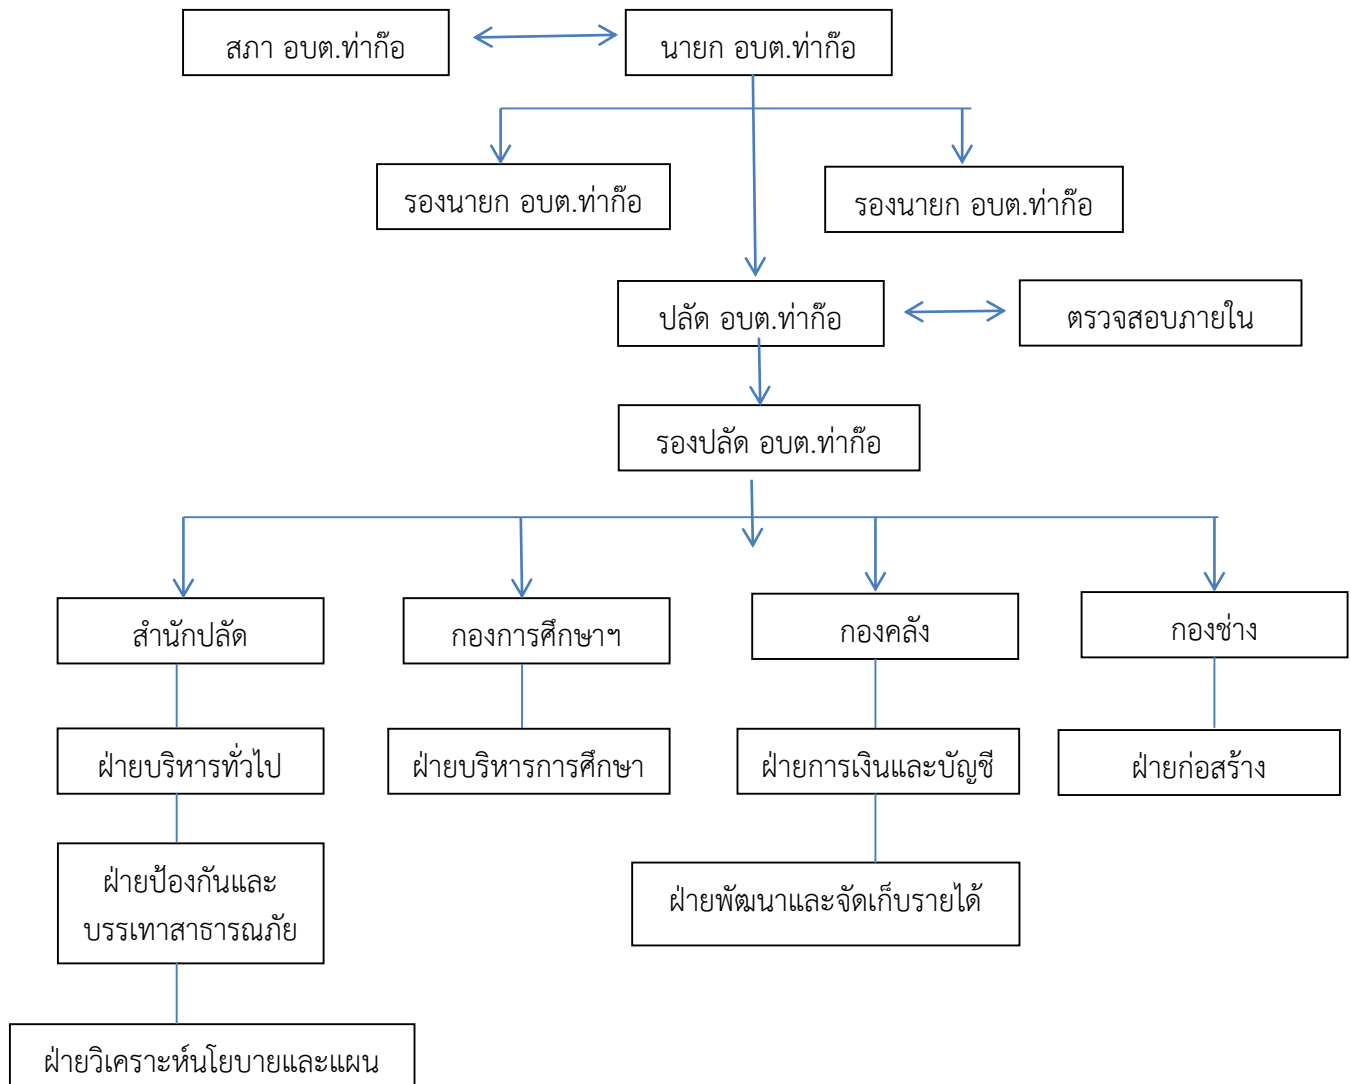 สภา อบต.ท่าก๊อ
นายก อบต.ท่าก๊อ
รองนายก อบต.ท่าก๊อ
รองนายก อบต.ท่าก๊อ
ปลัด อบต.ท่าก๊อ
ตรวจสอบภายใน
รองปลัด อบต.ท่าก๊อ
สำนักปลัด
กองการศึกษาฯ
กองคลัง
กองช่าง
ฝ่ายบริหารทั่วไป
ฝ่ายบริหารการศึกษา
ฝ่ายการเงินและบัญชี
ฝ่ายก่อสร้าง
ฝ่ายป้องกันและ
บรรเทาสาธารณภัย
ฝ่ายพัฒนาและจัดเก็บรายได้
ฝ่ายวิเคราะห์นโยบายและแผน